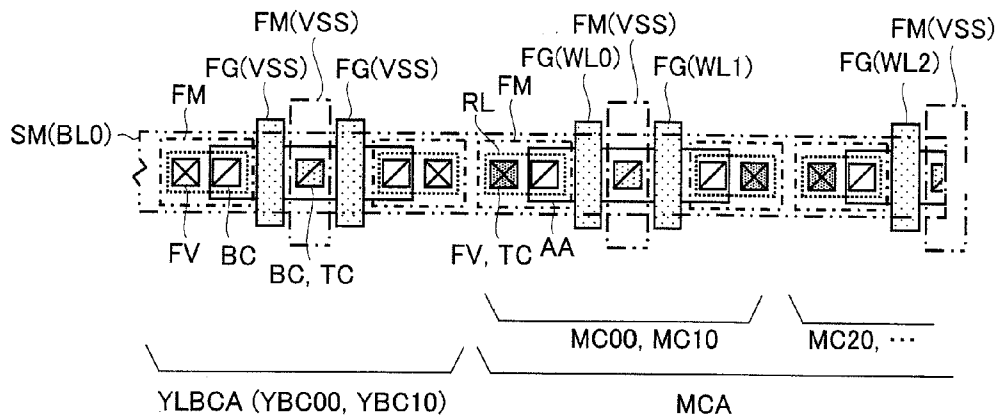 FM(VSS)
FM(VSS)
FM(VSS)
FG(VSS) FG(VSS)
FG(WL0)
FG(WL1)
FG(WL2)
FM
RL
FM
SM(BL0)
FV
BC
BC, TC
FV, TC
AA
MC00, MC10
MC20, ···
YLBCA (YBC00, YBC10)
MCA